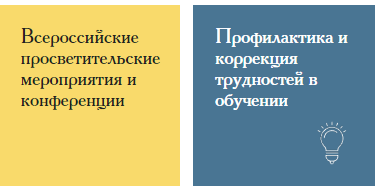 Всероссийские
просветительские
мероприятия и
конференции
Профилактика и
коррекция
трудностей в
обучении